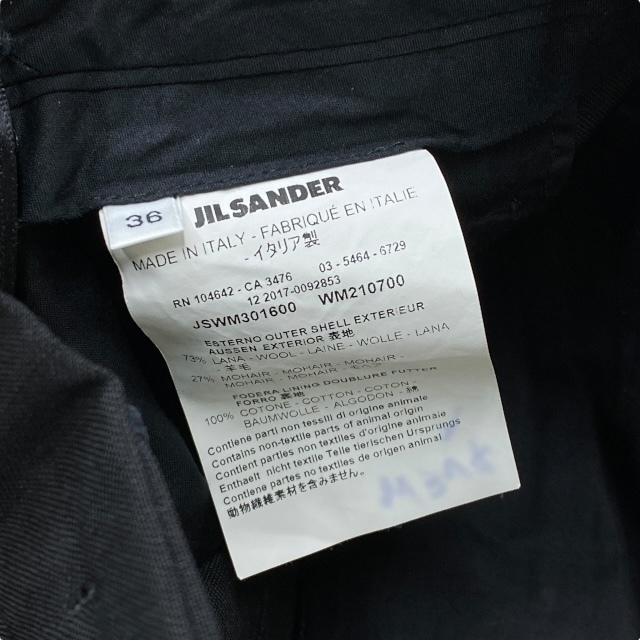 36
JIL SANDER
MADE IN ITALY - FABRIQUÉ EN ITALIE
- イタリア製
RN 104642 - CA 3476 03 - 5464 - 6729
12 2017-0092853
JSWM301600 WM210700
ESTERNO OUTER SHELL EXTERIEUR
AUSSEN EXTERIOR 表地
73% LANA - WOOL - LAINE - WOLLE - LANA
- 羊毛
27% MOHAIR - MOHAIR - MOHAIR -
MOHAIR - MOHAIR - モヘア
FODERA LINING DOUBLURE FUTTER
FORRO 裏地
100% COTONE - COTTON - COTON -
BAUMWOLLE - ALGODON - 綿
Contiene parti non tessili di origine animale
Contains non-textile parts of animal origin
Contient parties non textiles d'origine animale
Enthaelt nicht textile Teile tierischen Ursprungs
Contiene partes no textiles de origen animal
動物繊維素材を含みません。